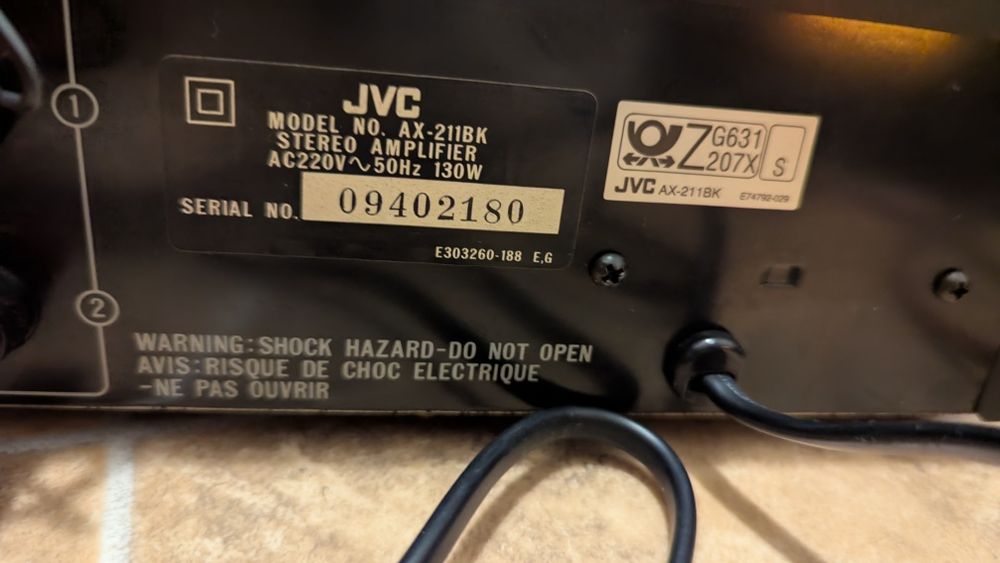 1
JVC
MODEL NO. AX-211BK
STEREO AMPLIFIER
AC220V~50Hz 130W
SERIAL NO. 09402180
E303260-188 E,G
Z G631
207X S
JVC AX-211BK E74792-029
2
WARNING:SHOCK HAZARD-DO NOT OPEN
AVIS:RISQUE DE CHOC ELECTRIQUE
-NE PAS OUVRIR